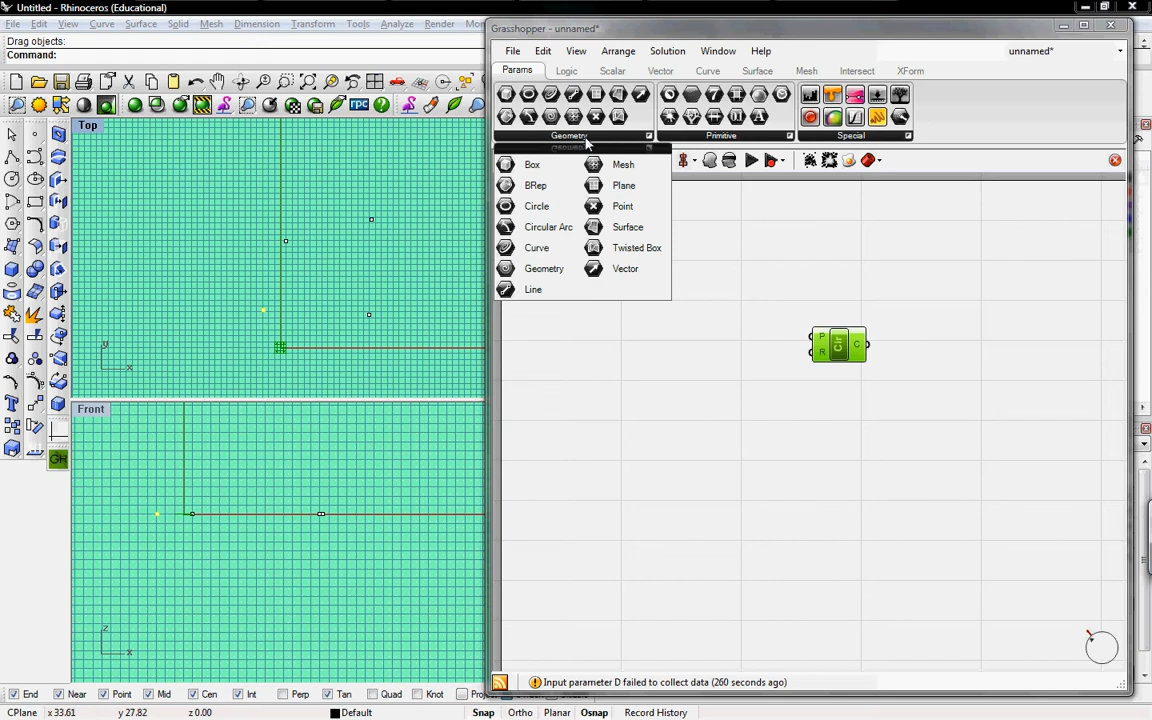 Untitled - Rhinoceros (Educational)
File Edit View Curve Surface Solid Mesh Dimension Transform Tools Analyze Render
Drag objects:
Command:
rpc
Top
y
x
Front
z
x
GH
Grasshopper - unnamed*
File Edit View Arrange Solution Window Help
unnamed*
Params Logic Scalar Vector Curve Surface Mesh Intersect XForm
Geometry Primitive Special
Box Mesh
BRep Plane
Circle Point
Circular Arc Surface
Curve Twisted Box
Geometry Vector
Line
P
R
Cir
C
Input parameter D failed to collect data (260 seconds ago)
End Near Point Mid Cen Int Perp Tan Quad Knot
CPlane x 33.61 y 27.82 z 0.00 Default Snap Ortho Planar Osnap Record History